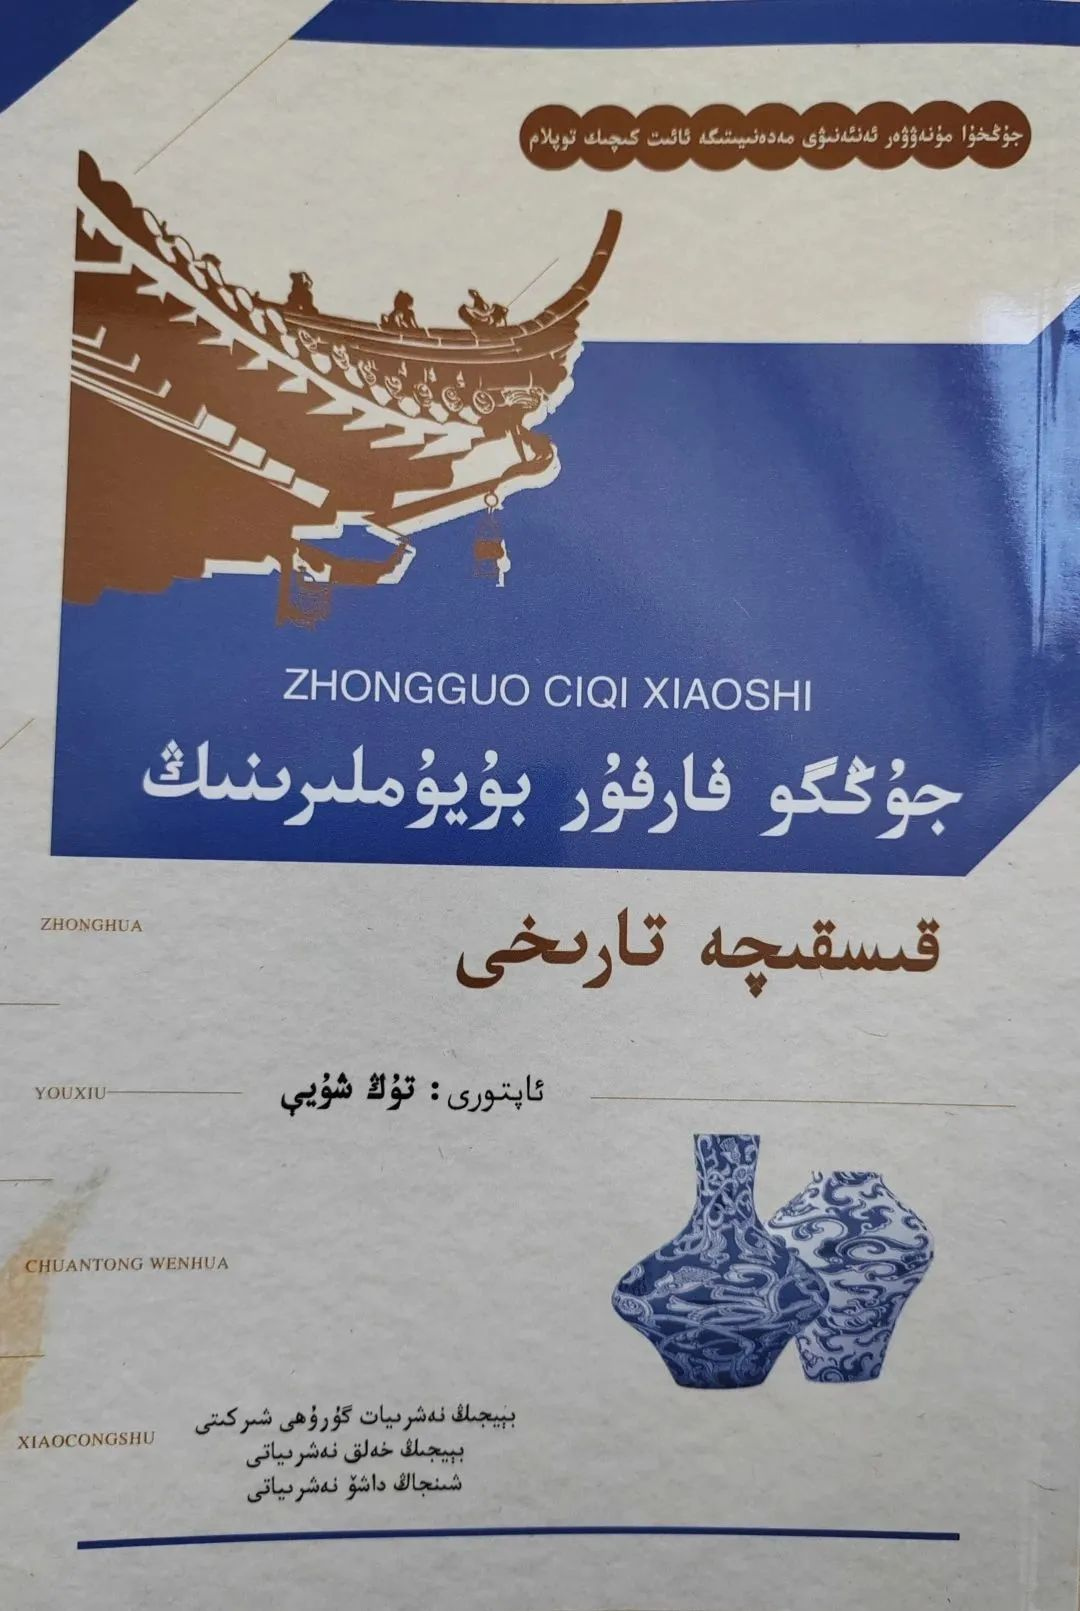 جۇڭخۇا مۇنەۋۋەر ئەنئەنىۋى مەدەنىيىتىگە ئائىت كىچىك توپلام
ZHONGGUO CIQI XIAOSHI
جۇڭگو فارفۇر بۇيۇملىرىنىڭ
قىسقىچە تارىخى
ZHONGHUA
ئاپتورى: تۇڭ شۇيې
YOUXIU
CHUANTONG WENHUA
XIAOCONGSHU
بېيجىڭ نەشرىيات گۇرۇھى شىركىتى
بېيجىڭ خەلق نەشرىياتى
شىنجاڭ داشۆ نەشرىياتى